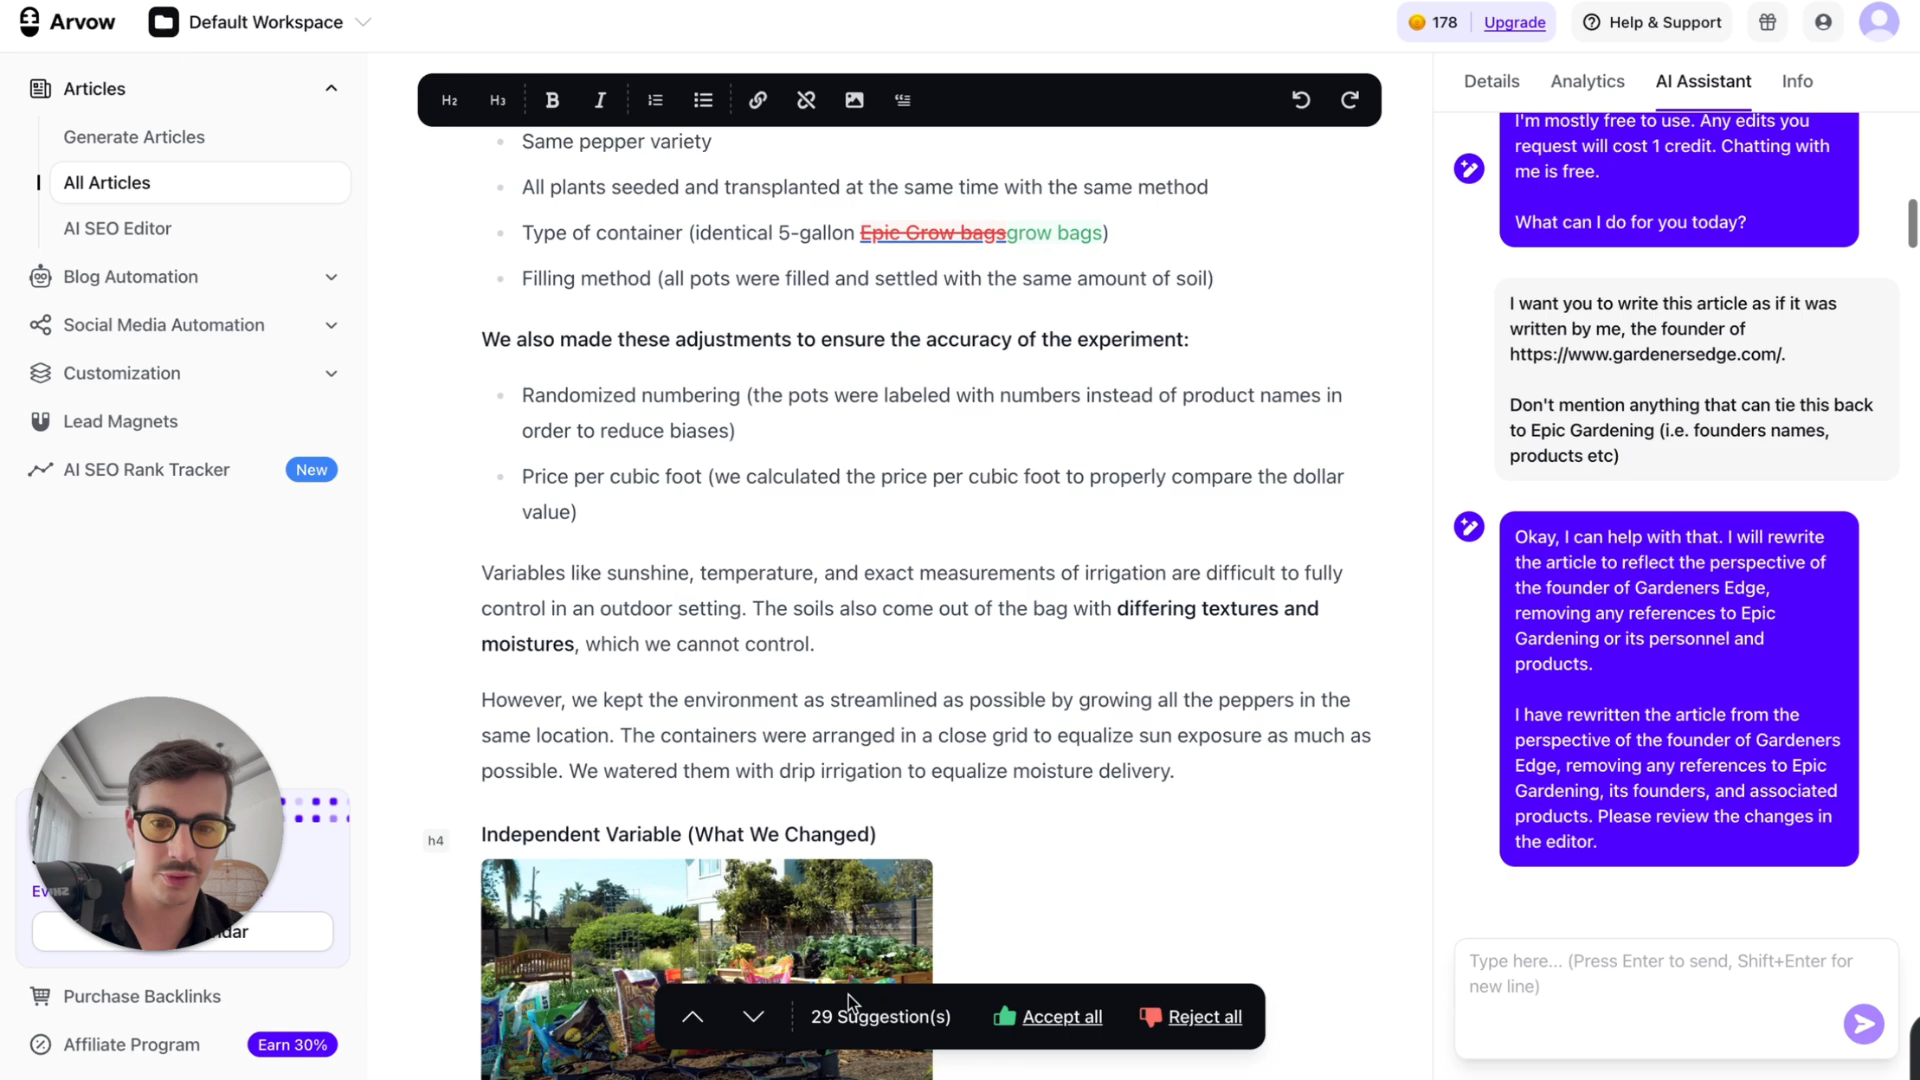 Arvow
Default Workspace
178
Upgrade
Help & Support
Articles
Generate Articles
All Articles
AI SEO Editor
Blog Automation
Social Media Automation
Customization
Lead Magnets
AI SEO Rank Tracker
New
Purchase Backlinks
Affiliate Program
Earn 30%
H2
H3
B
I
Same pepper variety
All plants seeded and transplanted at the same time with the same method
Type of container (identical 5-gallon Epic Grow bagsgrow bags)
Filling method (all pots were filled and settled with the same amount of soil)
We also made these adjustments to ensure the accuracy of the experiment:
Randomized numbering (the pots were labeled with numbers instead of product names in
order to reduce biases)
Price per cubic foot (we calculated the price per cubic foot to properly compare the dollar
value)
Variables like sunshine, temperature, and exact measurements of irrigation are difficult to fully
control in an outdoor setting. The soils also come out of the bag with differing textures and
moistures, which we cannot control.
However, we kept the environment as streamlined as possible by growing all the peppers in the
same location. The containers were arranged in a close grid to equalize sun exposure as much as
possible. We watered them with drip irrigation to equalize moisture delivery.
h4
Independent Variable (What We Changed)
29 Suggestion(s)
Accept all
Reject all
Details
Analytics
AI Assistant
Info
I'm mostly free to use. Any edits you
request will cost 1 credit. Chatting with
me is free.
What can I do for you today?
I want you to write this article as if it was
written by me, the founder of
https://www.gardenersedge.com/.
Don't mention anything that can tie this back
to Epic Gardening (i.e. founders names,
products etc)
Okay, I can help with that. I will rewrite
the article to reflect the perspective of
the founder of Gardeners Edge,
removing any references to Epic
Gardening or its personnel and
products.
I have rewritten the article from the
perspective of the founder of Gardeners
Edge, removing any references to Epic
Gardening, its founders, and associated
products. Please review the changes in
the editor.
Type here... (Press Enter to send, Shift+Enter for
new line)